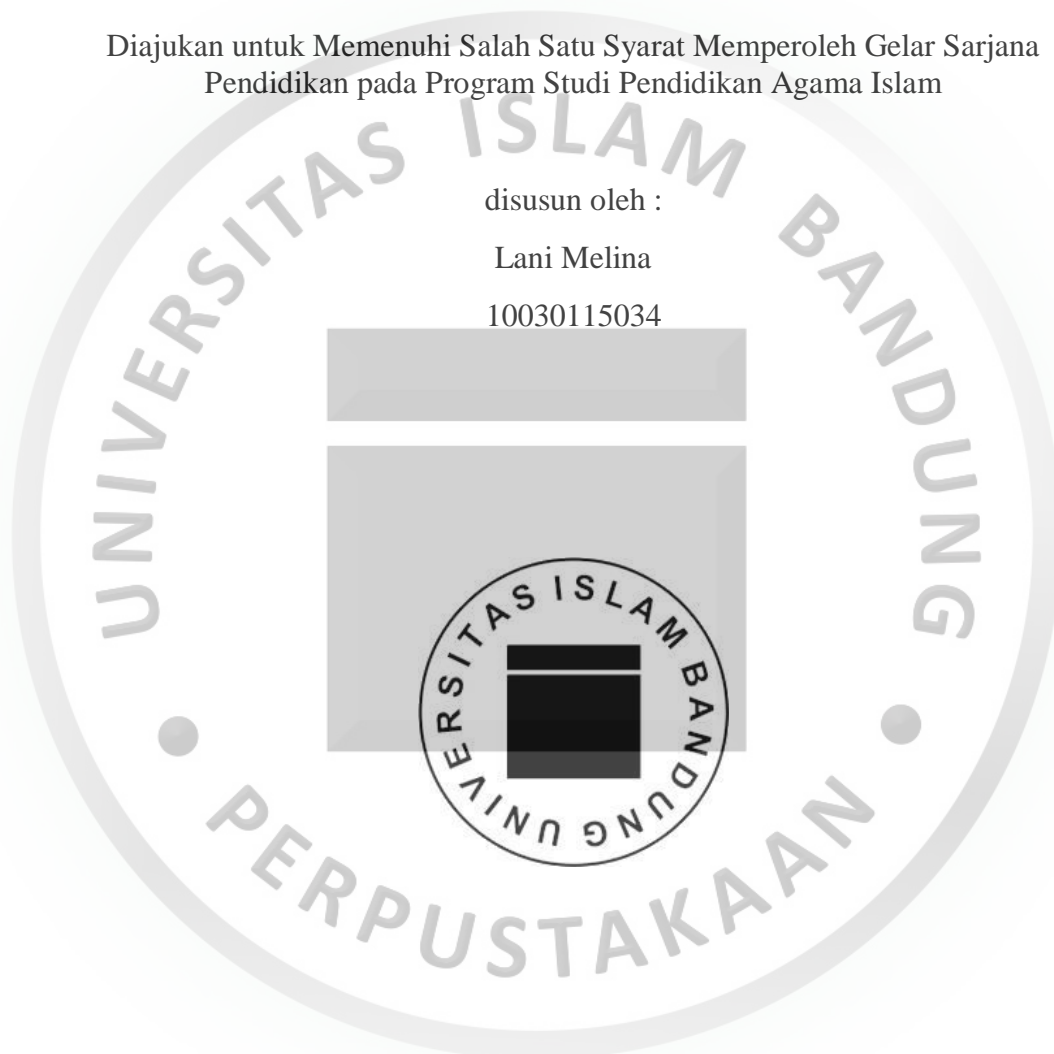 Diajukan untuk Memenuhi Salah Satu Syarat Memperoleh Gelar Sarjana
Pendidikan pada Program Studi Pendidikan Agama Islam
disusun oleh :
Lani Melina
10030115034
UNIVERSITAS ISLAM BANDUNG
PERPUSTAKAAN
UNIVERSITAS ISLAM BANDUNG